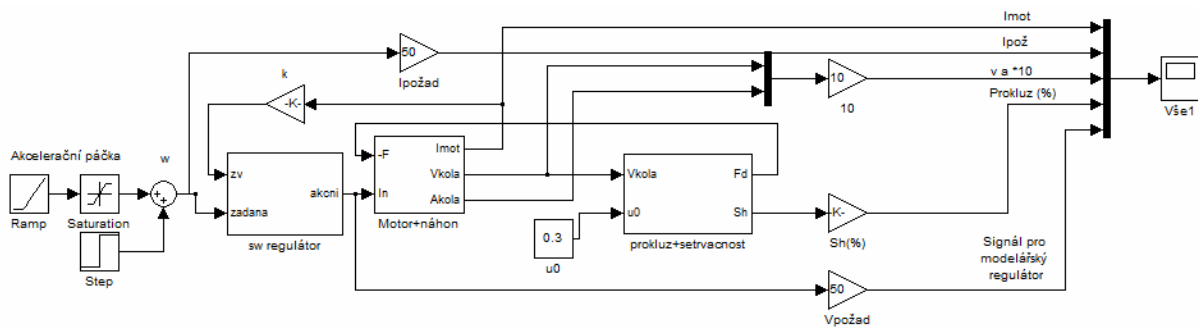 Imot
Ipož
50
Ipožad
v a *10
10
10
Prokluz (%)
Vše1
k
-K-
Akcelerační páčka
w
Ramp
Saturation
Step
zv
zadana
akoni
sw regulátor
-F
In
Imot
Vkola
Akola
Motor+náhon
0.3
u0
Vkola
u0
Fd
Sh
prokluz+setrvacnost
-K-
Sh(%)
Signál pro
modelářský
regulátor
50
Vpožad